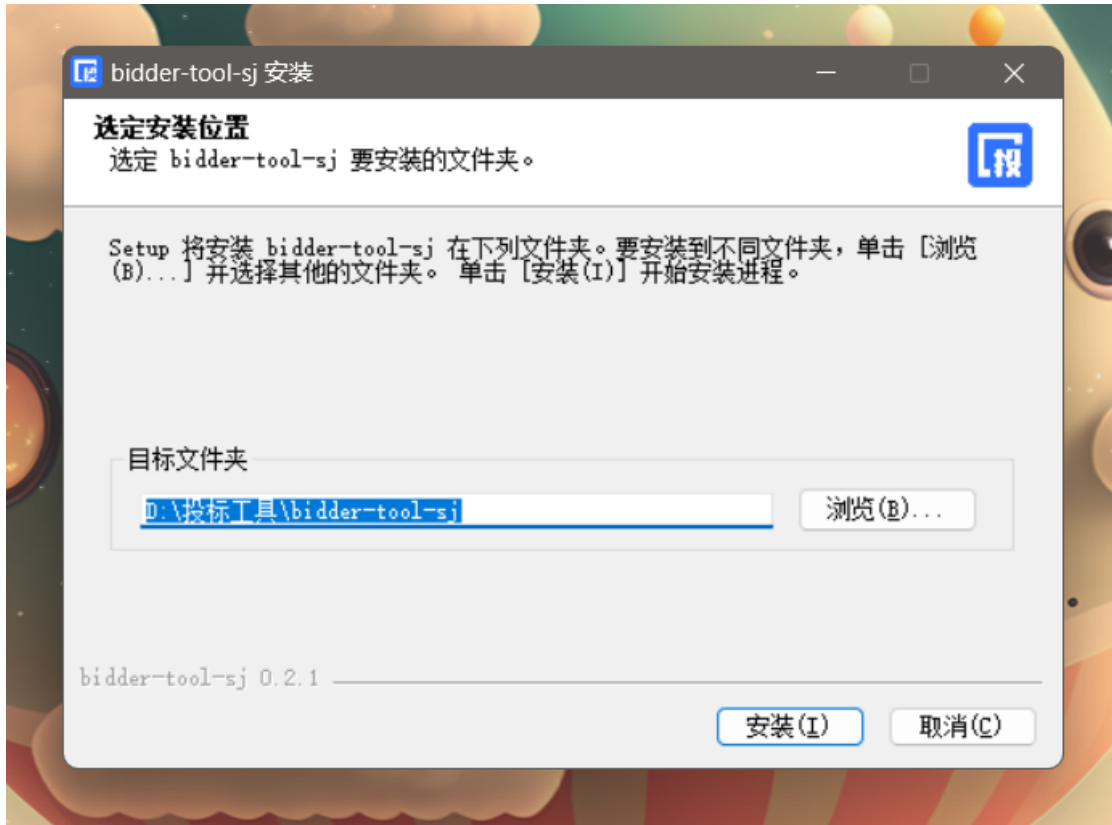 bidder-tool-sj 安装
选定安装位置
选定 bidder-tool-sj 要安装的文件夹。
投
Setup 将安装 bidder-tool-sj 在下列文件夹。要安装到不同文件夹，单击 [浏览
(B)...] 并选择其他的文件夹。 单击 [安装(I)] 开始安装进程。
目标文件夹
D:\投标工具\bidder-tool-sj
浏览(B)...
bidder-tool-sj 0.2.1
安装(I)
取消(C)